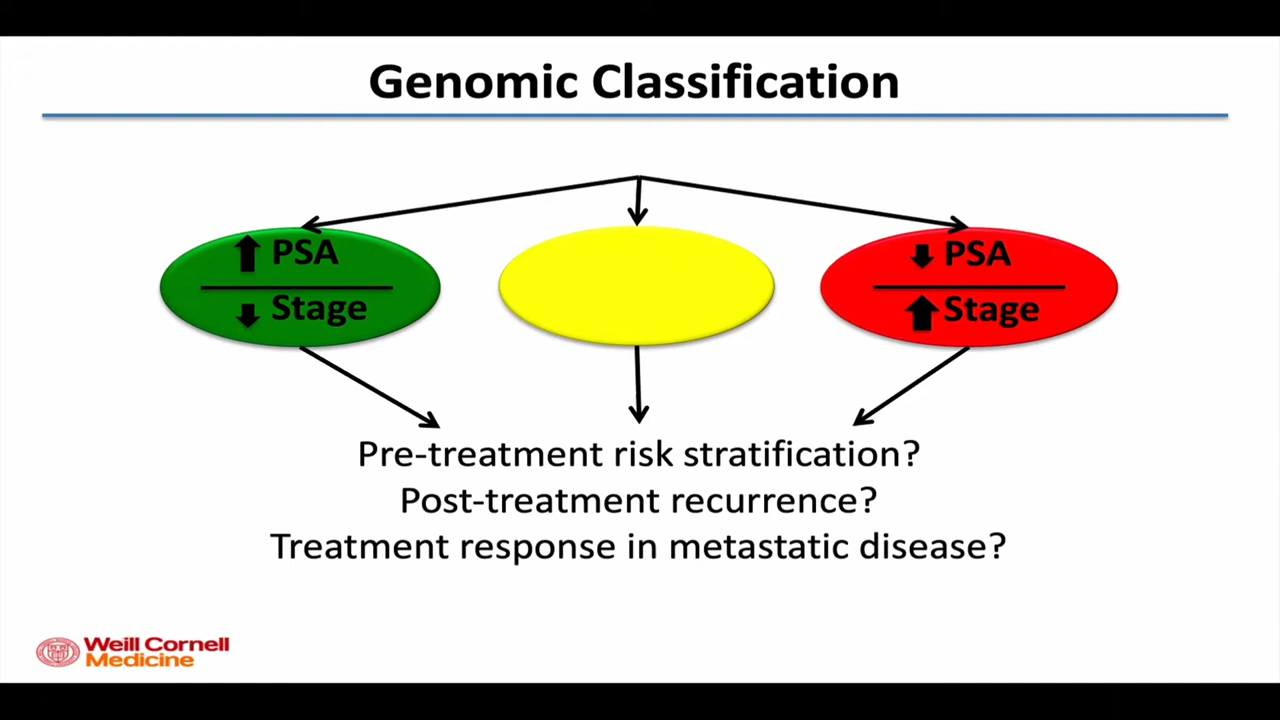 Genomic Classification
PSA
Stage
PSA
Stage
Pre-treatment risk stratification?
Post-treatment recurrence?
Treatment response in metastatic disease?
Weill Cornell
Medicine